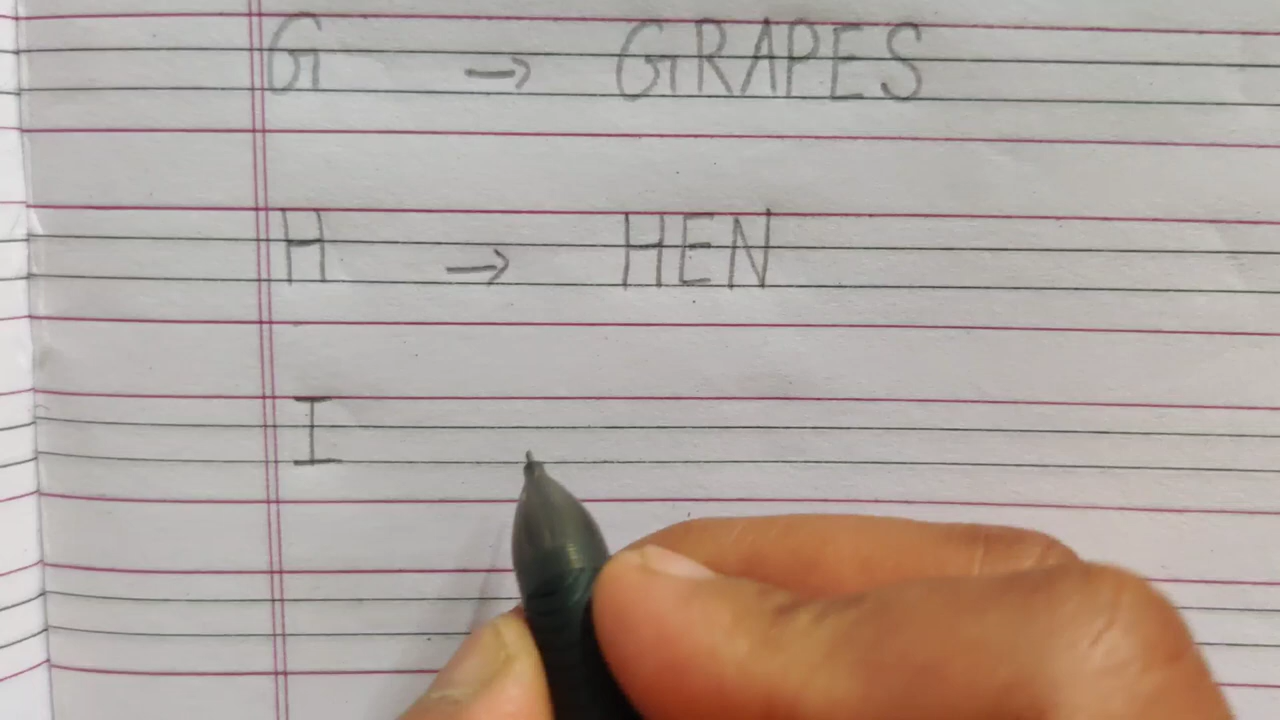 G → GRAPES
H → HEN
I